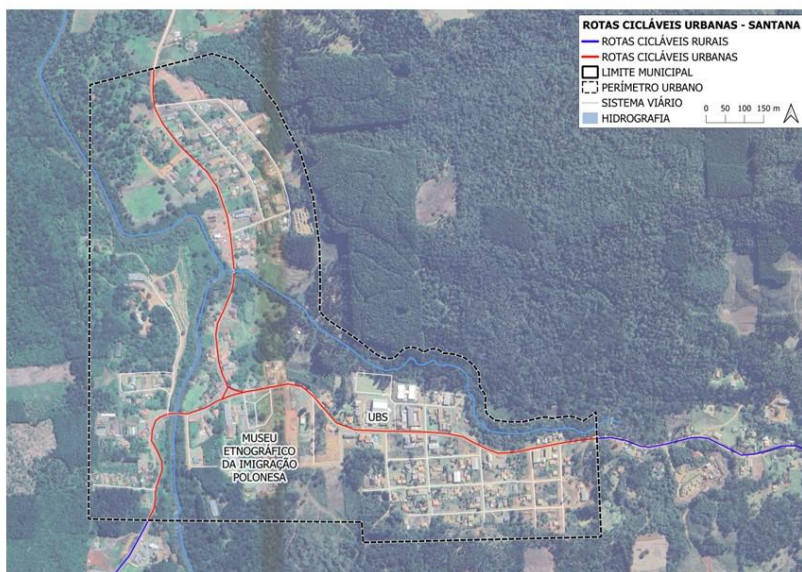 ROTAS CICLÁVEIS URBANAS - SANTANA
ROTAS CICLÁVEIS RURAIS
ROTAS CICLÁVEIS URBANAS
LIMITE MUNICIPAL
PERÍMETRO URBANO
SISTEMA VIÁRIO
HIDROGRAFIA
0 50 100 150 m
UBS
MUSEU
ETNOGRÁFICO
DA IMIGRAÇÃO
POLONESA